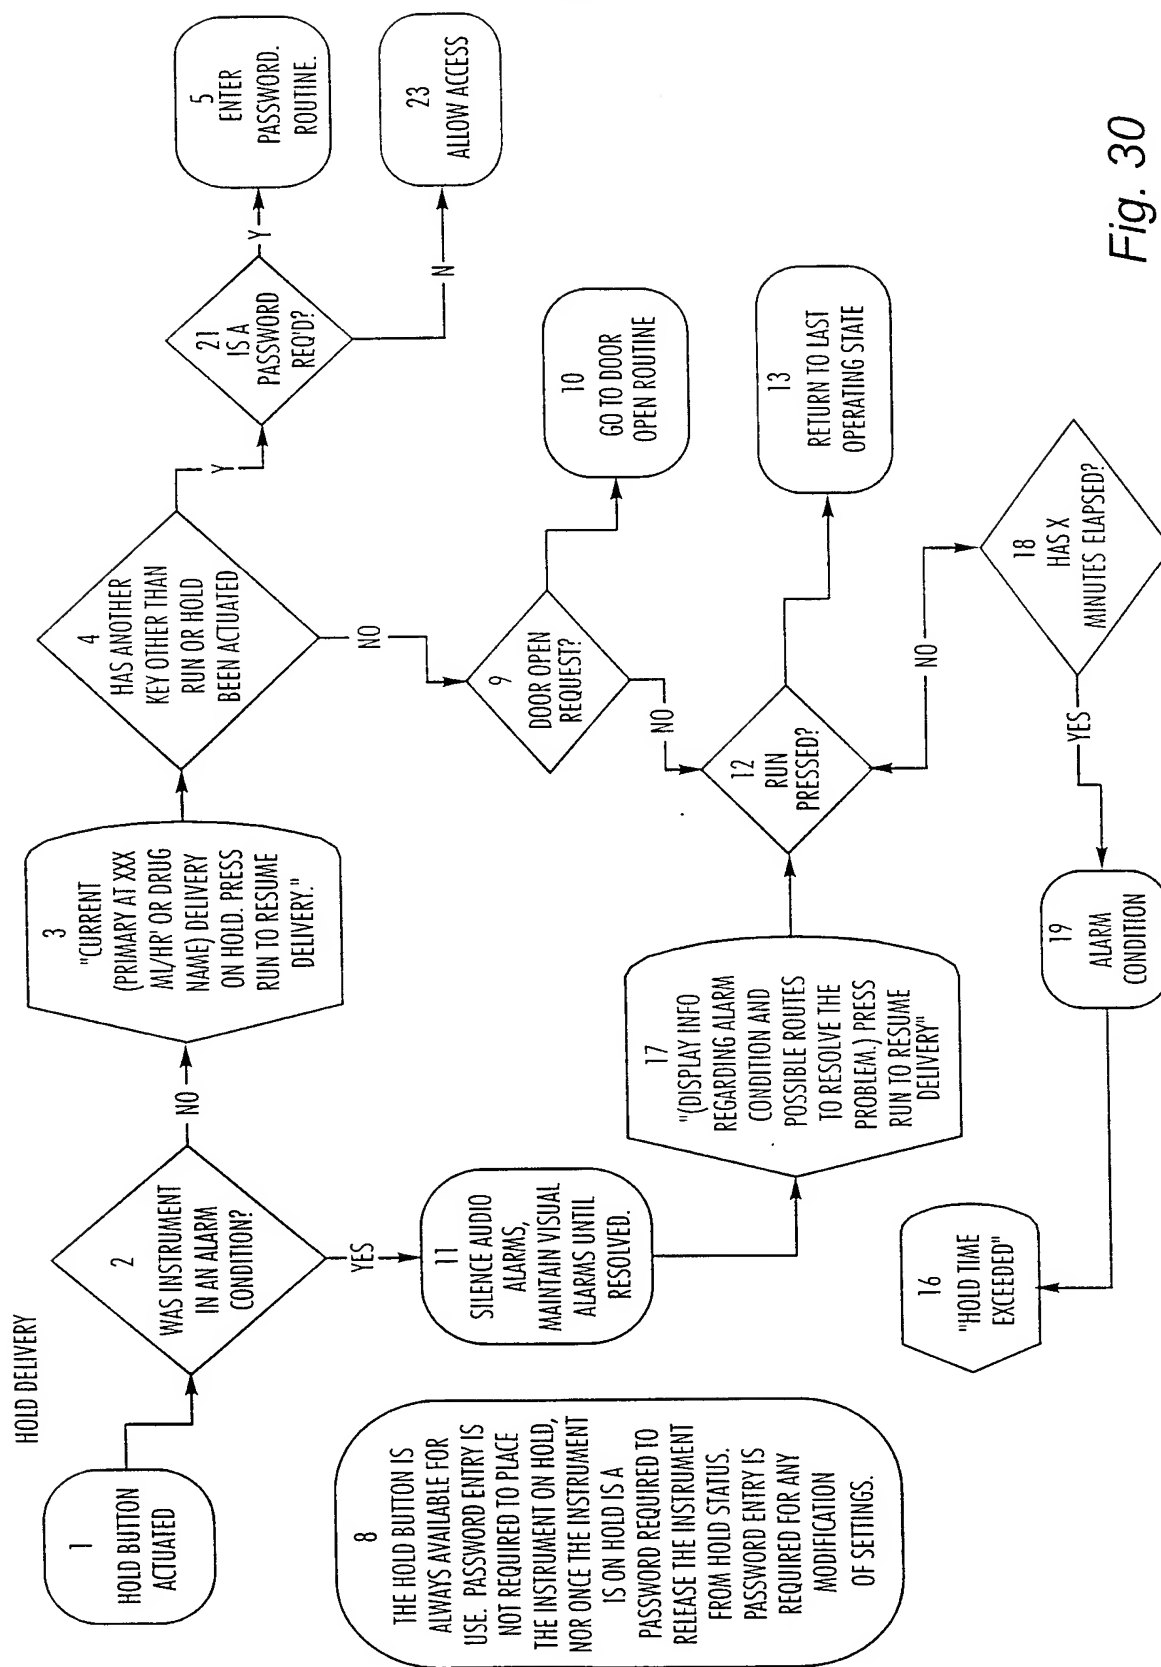 HOLD DELIVERY
1
HOLD BUTTON
ACTUATED
2
WAS INSTRUMENT
IN AN ALARM
CONDITION?
NO
YES
3
"CURRENT
(PRIMARY AT XXX
ML/HR' OR DRUG
NAME) DELIVERY
ON HOLD. PRESS
RUN TO RESUME
DELIVERY."
4
HAS ANOTHER
KEY OTHER THAN
RUN OR HOLD
BEEN ACTUATED
Y
NO
21
IS A
PASSWORD
REQ'D?
Y
N
5
ENTER
PASSWORD.
ROUTINE.
23
ALLOW ACCESS
9
DOOR OPEN
REQUEST?
NO
10
GO TO DOOR
OPEN ROUTINE
11
SILENCE AUDIO
ALARMS,
MAINTAIN VISUAL
ALARMS UNTIL
RESOLVED.
17
"(DISPLAY INFO
REGARDING ALARM
CONDITION AND
POSSIBLE ROUTES
TO RESOLVE THE
PROBLEM.) PRESS
RUN TO RESUME
DELIVERY"
12
RUN
PRESSED?
NO
13
RETURN TO LAST
OPERATING STATE
18
HAS X
MINUTES ELAPSED?
YES
19
ALARM
CONDITION
16
"HOLD TIME
EXCEEDED"
8
THE HOLD BUTTON IS
ALWAYS AVAILABLE FOR
USE. PASSWORD ENTRY IS
NOT REQUIRED TO PLACE
THE INSTRUMENT ON HOLD,
NOR ONCE THE INSTRUMENT
IS ON HOLD IS A
PASSWORD REQUIRED TO
RELEASE THE INSTRUMENT
FROM HOLD STATUS.
PASSWORD ENTRY IS
REQUIRED FOR ANY
MODIFICATION
OF SETTINGS.
Fig. 30